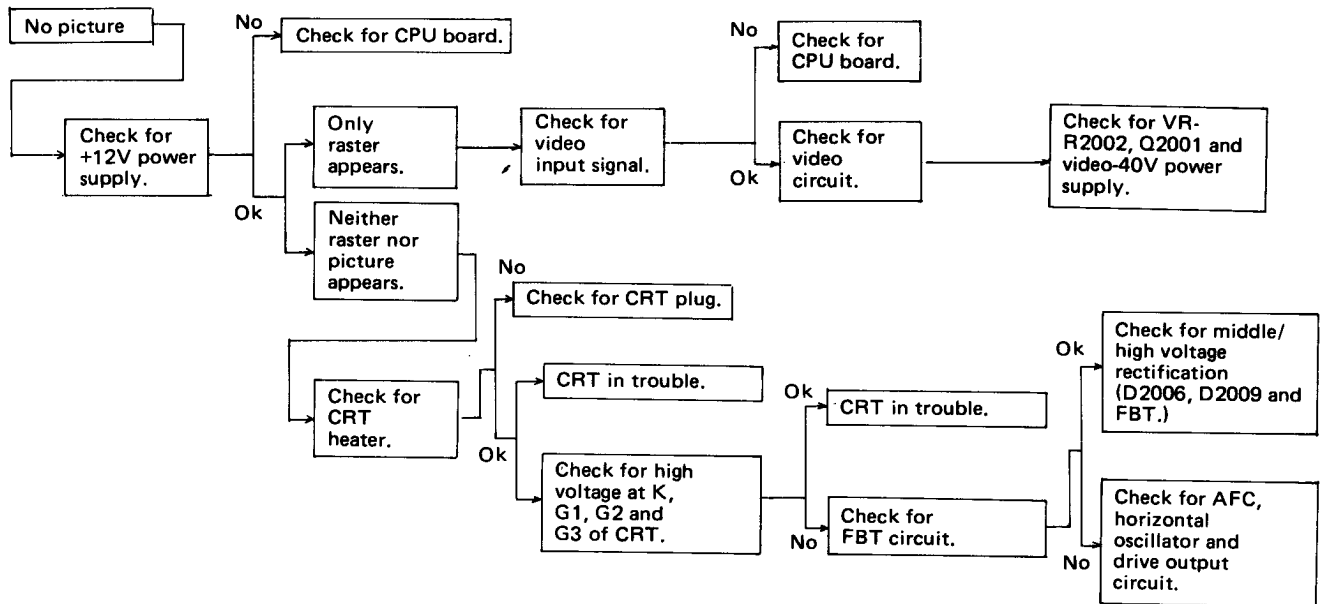 No picture
No
Check for CPU board.
Check for
+12V power
supply.
Ok
Only
raster
appears.
Check for
video
input signal.
No
Check for
CPU board.
Ok
Check for
video
circuit.
Check for VR-
R2002, Q2001 and
video-40V power
supply.
Neither
raster nor
picture
appears.
Check for
CRT
heater.
No
Check for CRT plug.
Ok
CRT in trouble.
Check for high
voltage at K,
G1, G2 and
G3 of CRT.
Ok
CRT in trouble.
No
Check for
FBT circuit.
Ok
Check for middle/
high voltage
rectification
(D2006, D2009 and
FBT.)
No
Check for AFC,
horizontal
oscillator and
drive output
circuit.